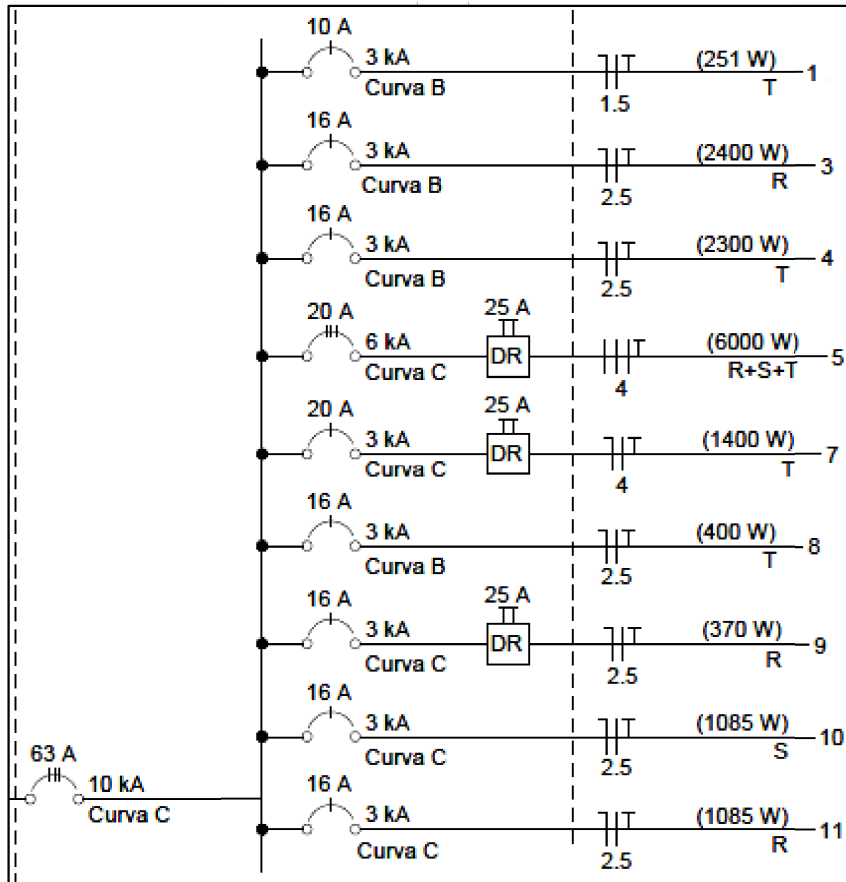 10 A
3 kA
Curva B
1.5
(251 W)
T
1
16 A
3 kA
Curva B
2.5
(2400 W)
R
3
16 A
3 kA
Curva B
2.5
(2300 W)
T
4
20 A
6 kA
Curva C
25 A
DR
T
4
(6000 W)
R+S+T
5
20 A
3 kA
Curva C
25 A
DR
4
(1400 W)
T
7
16 A
3 kA
Curva B
2.5
(400 W)
T
8
16 A
3 kA
Curva C
25 A
DR
2.5
(370 W)
R
9
16 A
3 kA
Curva C
2.5
(1085 W)
S
10
63 A
10 kA
Curva C
16 A
3 kA
Curva C
2.5
(1085 W)
R
11